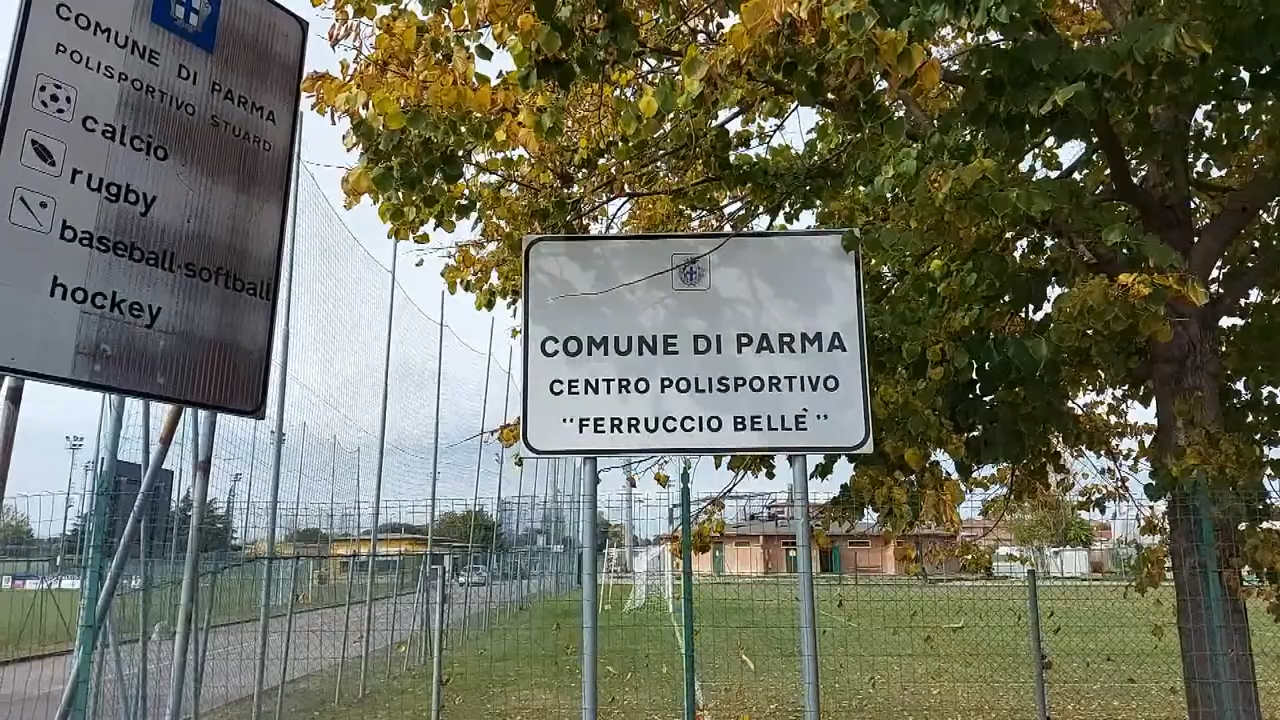 COMUNE DI PARMA
POLISPORTIVO STUARD
calcio
rugby
baseball-softball
hockey
COMUNE DI PARMA
CENTRO POLISPORTIVO
"FERRUCCIO BELLÈ"